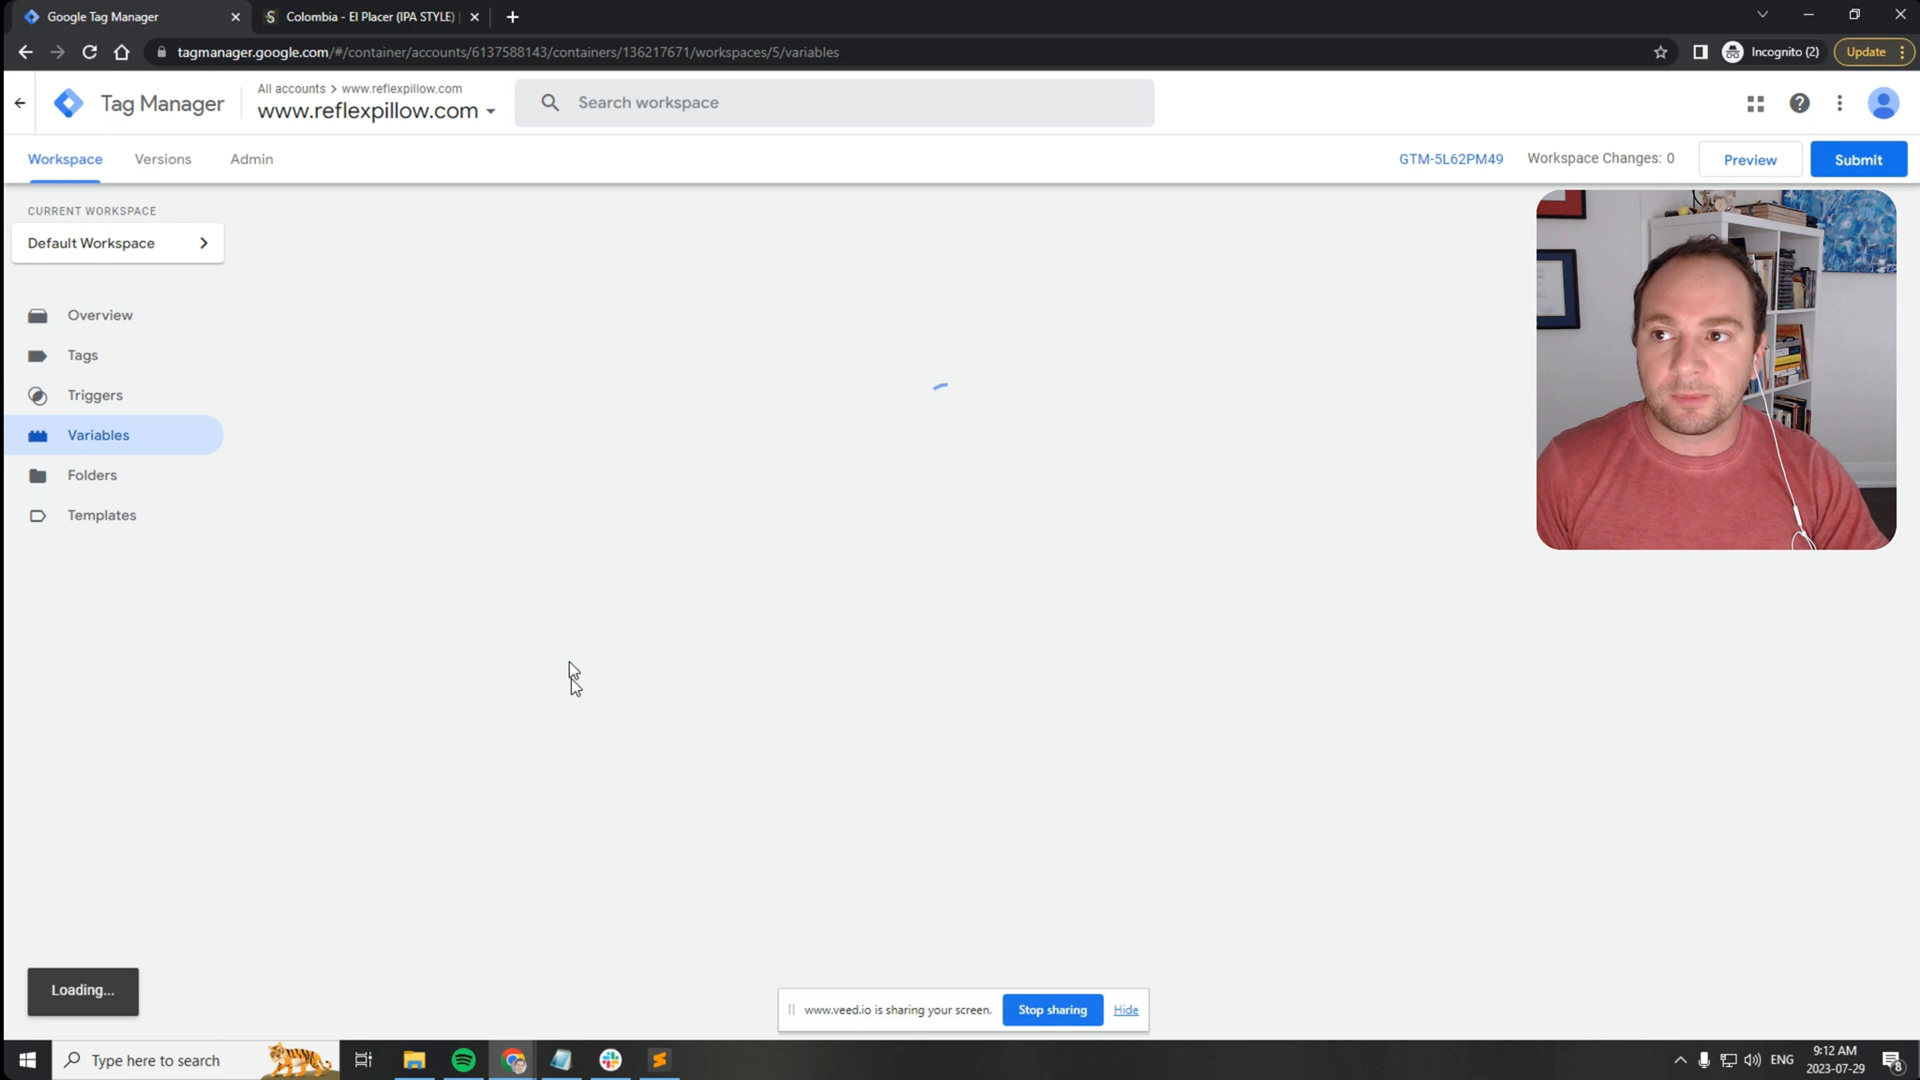 Google Tag Manager
Colombia - El Placer (IPA STYLE)
tagmanager.google.com/#/container/accounts/6137588143/containers/136217671/workspaces/5/variables
Incognito (2)
Update
Tag Manager
All accounts > www.reflexpillow.com
www.reflexpillow.com
Search workspace
Workspace
Versions
Admin
GTM-5L62PM49
Workspace Changes: 0
Preview
Submit
CURRENT WORKSPACE
Default Workspace
Overview
Tags
Triggers
Variables
Folders
Templates
Loading...
www.veed.io is sharing your screen.
Stop sharing
Hide
Type here to search
ENG
9:12 AM
2023-07-29
8